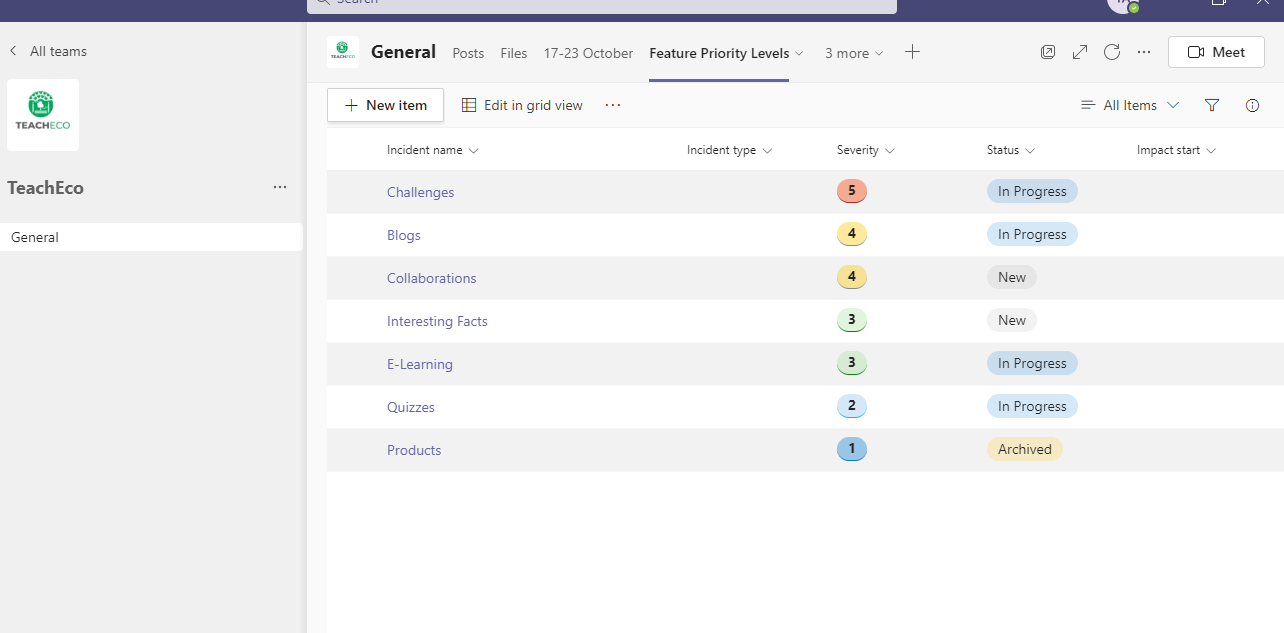 Search
All teams
TEACHECO
TeachEco
General
TEACHECO
General
Posts
Files
17-23 October
Feature Priority Levels
3 more
Meet
New item
Edit in grid view
All Items
Incident name
Incident type
Severity
Status
Impact start
Challenges 5 In Progress
Blogs 4 In Progress
Collaborations 4 New
Interesting Facts 3 New
E-Learning 3 In Progress
Quizzes 2 In Progress
Products 1 Archived